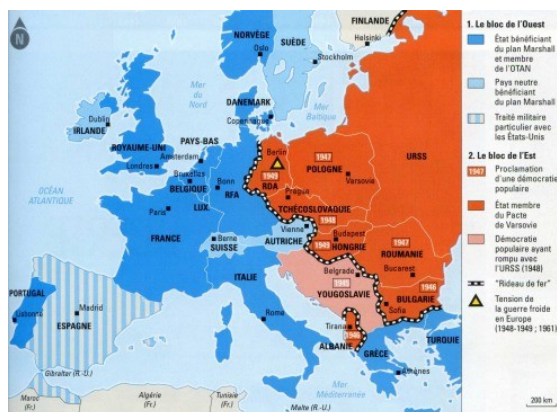 N
NORVÈGE
Oslo
SUÈDE
Stockholm
FINLANDE
Helsinki
Mer
du Nord
Mer
Baltique
DANEMARK
Copenhague
Dublin
IRLANDE
ROYAUME-UNI
Londres
PAYS-BAS
Amsterdam
Bruxelles
BELGIQUE
LUX.
Bonn
RFA
Berlin
1949
RDA
1947
POLOGNE
Varsovie
URSS
Prague
TCHÉCOSLOVAQUIE
1948
OCÉAN
ATLANTIQUE
Paris
FRANCE
Berne
SUISSE
Vienne
AUTRICHE
Budapest
1949
HONGRIE
1947
ROUMANIE
Bucarest
Belgrade
1945
YOUGOSLAVIE
1946
BULGARIE
Sofia
ITALIE
Rome
Tirana
ALBANIE
GRÈCE
Athènes
TURQUIE
PORTUGAL
Lisbonne
Madrid
ESPAGNE
Gibraltar (R.-U.)
Mer
Méditerranée
Maroc
(Fr.)
Algérie
(Fr.)
Tunisie
(Fr.)
Malte (R.-U.)
1. Le bloc de l'Ouest
État bénéficiant
du plan Marshall
et membre
de l'OTAN
Pays neutre
bénéficiant
du plan Marshall
Traité militaire
particulier avec
les États-Unis
2. Le bloc de l'Est
1947
Proclamation
d'une démocratie
populaire
État membre
du Pacte
de Varsovie
Démocratie
populaire ayant
rompu avec
l'URSS (1948)
"Rideau de fer"
Tension de
la guerre froide
en Europe
(1948-1949 ; 1961)
200 km